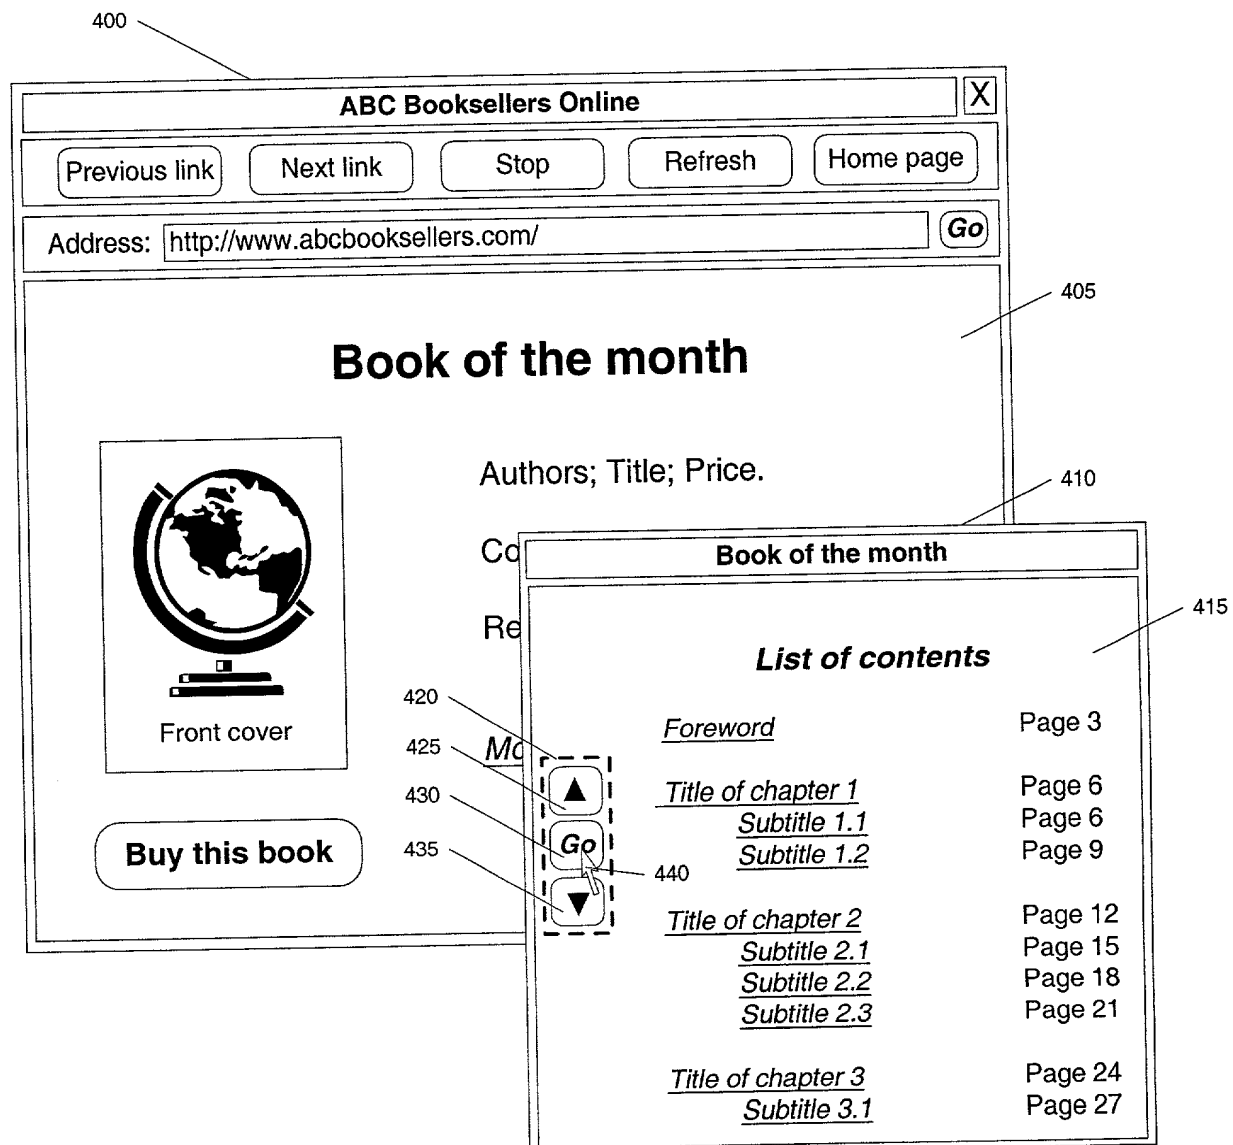 400
ABC Booksellers Online
X
Previous link Next link Stop Refresh Home page
Address: http://www.abcbooksellers.com/ Go
405
Book of the month
Authors; Title; Price.
410
Co
Book of the month
415
Re
List of contents
420
Front cover
Foreword Page 3
425
Mo
▲
430
Title of chapter 1 Page 6
Subtitle 1.1 Page 6
Go
435
Subtitle 1.2 Page 9
Buy this book
440
▼
Title of chapter 2 Page 12
Subtitle 2.1 Page 15
Subtitle 2.2 Page 18
Subtitle 2.3 Page 21
Title of chapter 3 Page 24
Subtitle 3.1 Page 27